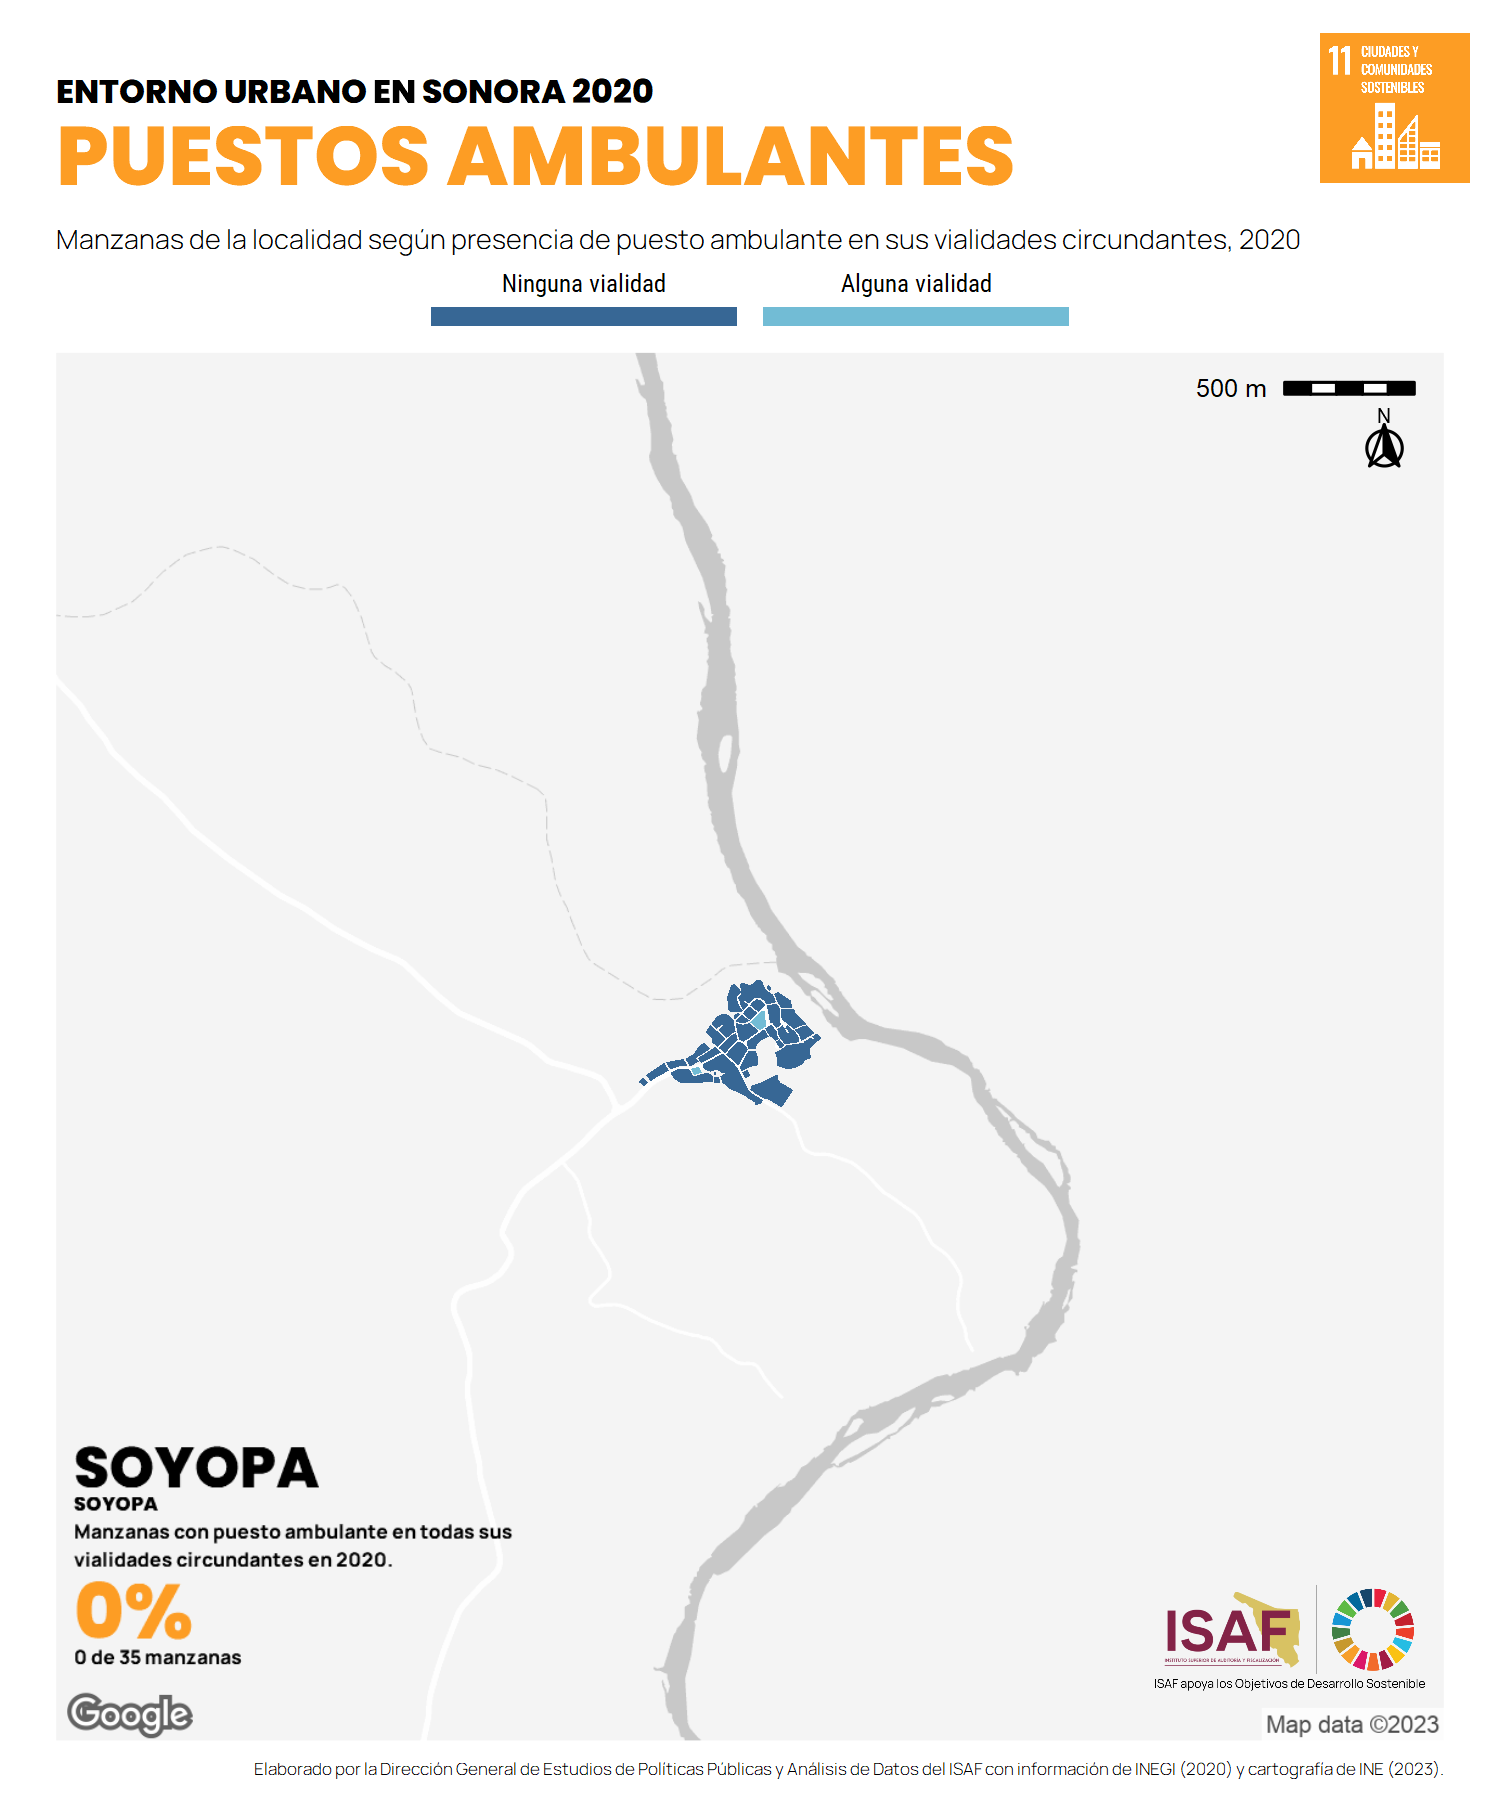 11 CIUDADES Y
COMUNIDADES
SOSTENIBLES
ENTORNO URBANO EN SONORA 2020
PUESTOS AMBULANTES
Manzanas de la localidad según presencia de puesto ambulante en sus vialidades circundantes, 2020
Ninguna vialidad
Alguna vialidad
500 m
N
SOYOPA
SOYOPA
Manzanas con puesto ambulante en todas sus
vialidades circundantes en 2020.
0%
0 de 35 manzanas
Google
ISAF
INSTITUTO SUPERIOR DE AUDITORÍA Y FISCALIZACIÓN
ISAF apoya los Objetivos de Desarrollo Sostenible
Map data ©2023
Elaborado por la Dirección General de Estudios de Políticas Públicas y Análisis de Datos del ISAF con información de INEGI (2020) y cartografía de INE (2023).